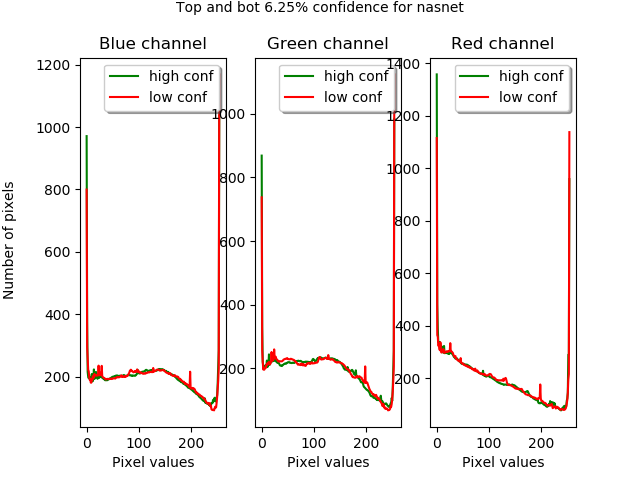 Top and bot 6.25% confidence for nasnet
Blue channel
Green channel
Red channel
Number of pixels
1200
1000
800
600
400
200
0
100
200
Pixel values
high conf
low conf
1000
800
600
400
200
0
100
200
Pixel values
high conf
low conf
1400
1200
1000
800
600
400
200
0
100
200
Pixel values
high conf
low conf